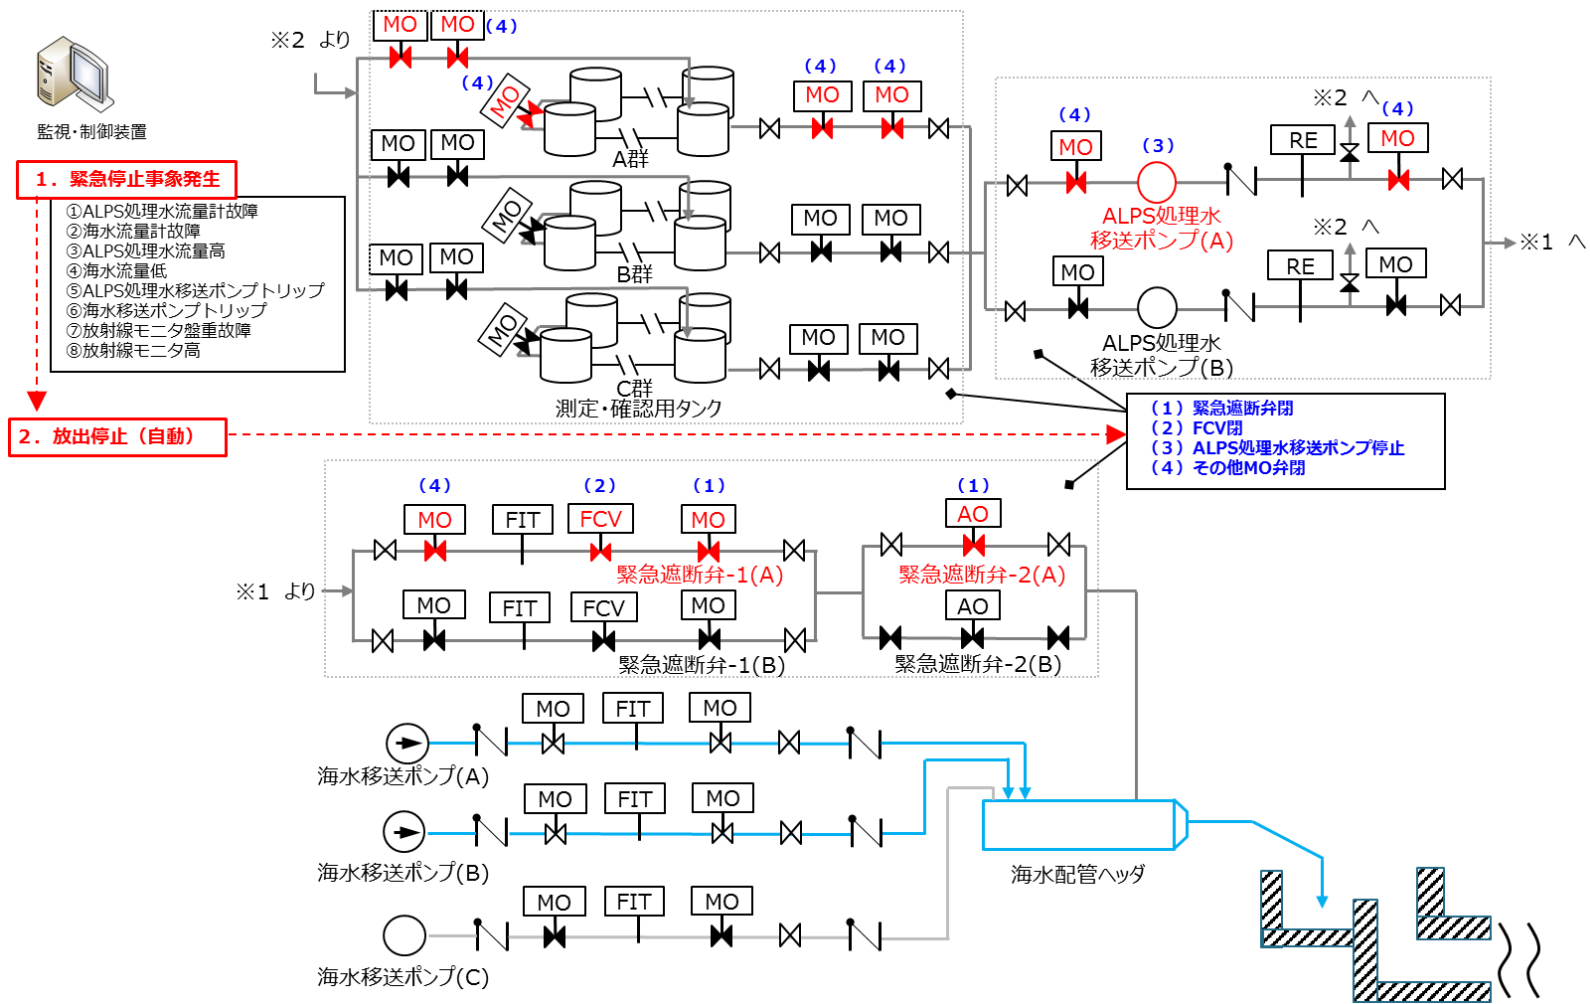 ※2 より
MO
MO
(4)
(4)
MO
(4)
(4)
MO
MO
A群
監視・制御装置
1. 緊急停止事象発生
①ALPS処理水流量計故障
②海水流量計故障
③ALPS処理水流量高
④海水流量低
⑤ALPS処理水移送ポンプトリップ
⑥海水移送ポンプトリップ
⑦放射線モニタ盤重故障
⑧放射線モニタ高
MO
MO
MO
MO
MO
B群
MO
MO
MO
MO
MO
C群
測定・確認用タンク
※2 へ
(4)
(4)
(3)
MO
RE
MO
ALPS処理水
移送ポンプ(A)
※2 へ
※1 へ
MO
RE
MO
ALPS処理水
移送ポンプ(B)
2. 放出停止(自動)
(1)緊急遮断弁閉
(2)FCV閉
(3)ALPS処理水移送ポンプ停止
(4)その他MO弁閉
(4)
(2)
(1)
(1)
MO
FIT
FCV
MO
AO
緊急遮断弁-1(A)
緊急遮断弁-2(A)
※1 より
MO
FIT
FCV
MO
AO
緊急遮断弁-1(B)
緊急遮断弁-2(B)
MO
FIT
MO
海水移送ポンプ(A)
MO
FIT
MO
海水移送ポンプ(B)
海水配管ヘッダ
MO
FIT
MO
海水移送ポンプ(C)